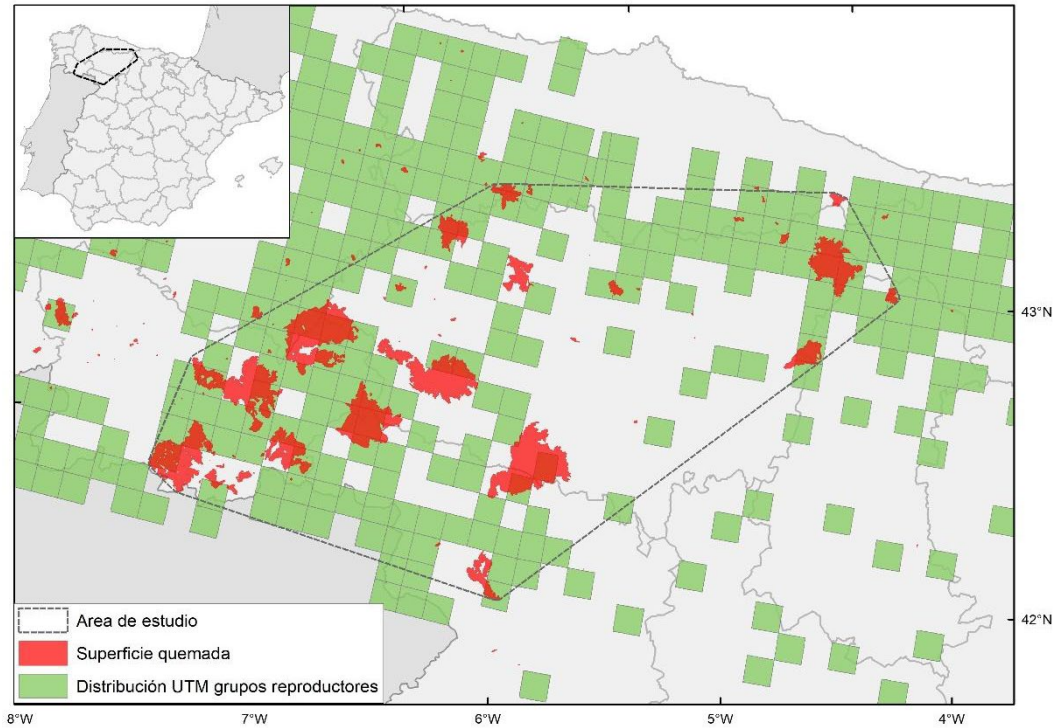 43°N
42°N
Area de estudio
Superficie quemada
Distribución UTM grupos reproductores
8°W
7°W
6°W
5°W
4°W